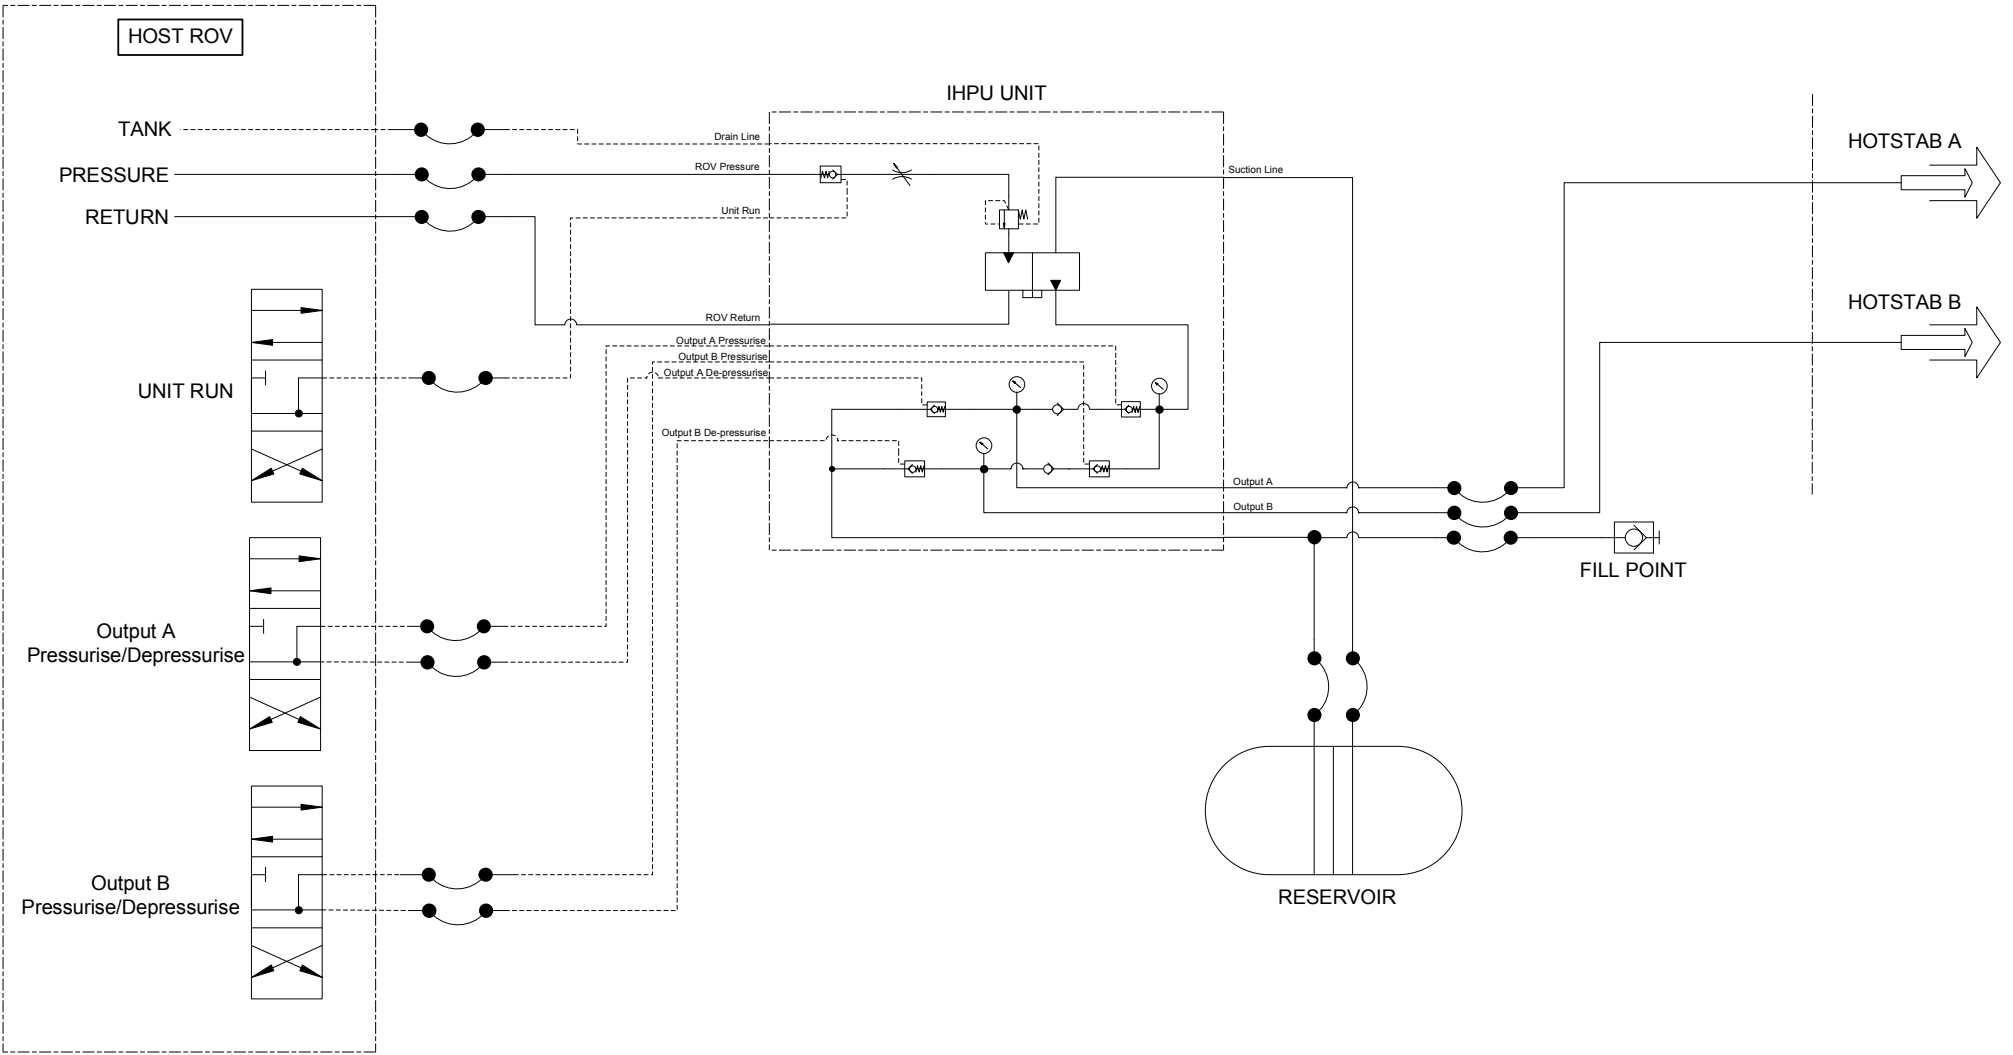 HOST ROV
TANK
PRESSURE
RETURN
UNIT RUN
Output A
Pressurise/Depressurise
Output B
Pressurise/Depressurise
IHPU UNIT
Drain Line
ROV Pressure
Unit Run
ROV Return
Output A Pressurise
Output B Pressurise
Output A De-pressurise
Output B De-pressurise
Suction Line
Output A
Output B
HOTSTAB A
HOTSTAB B
FILL POINT
RESERVOIR